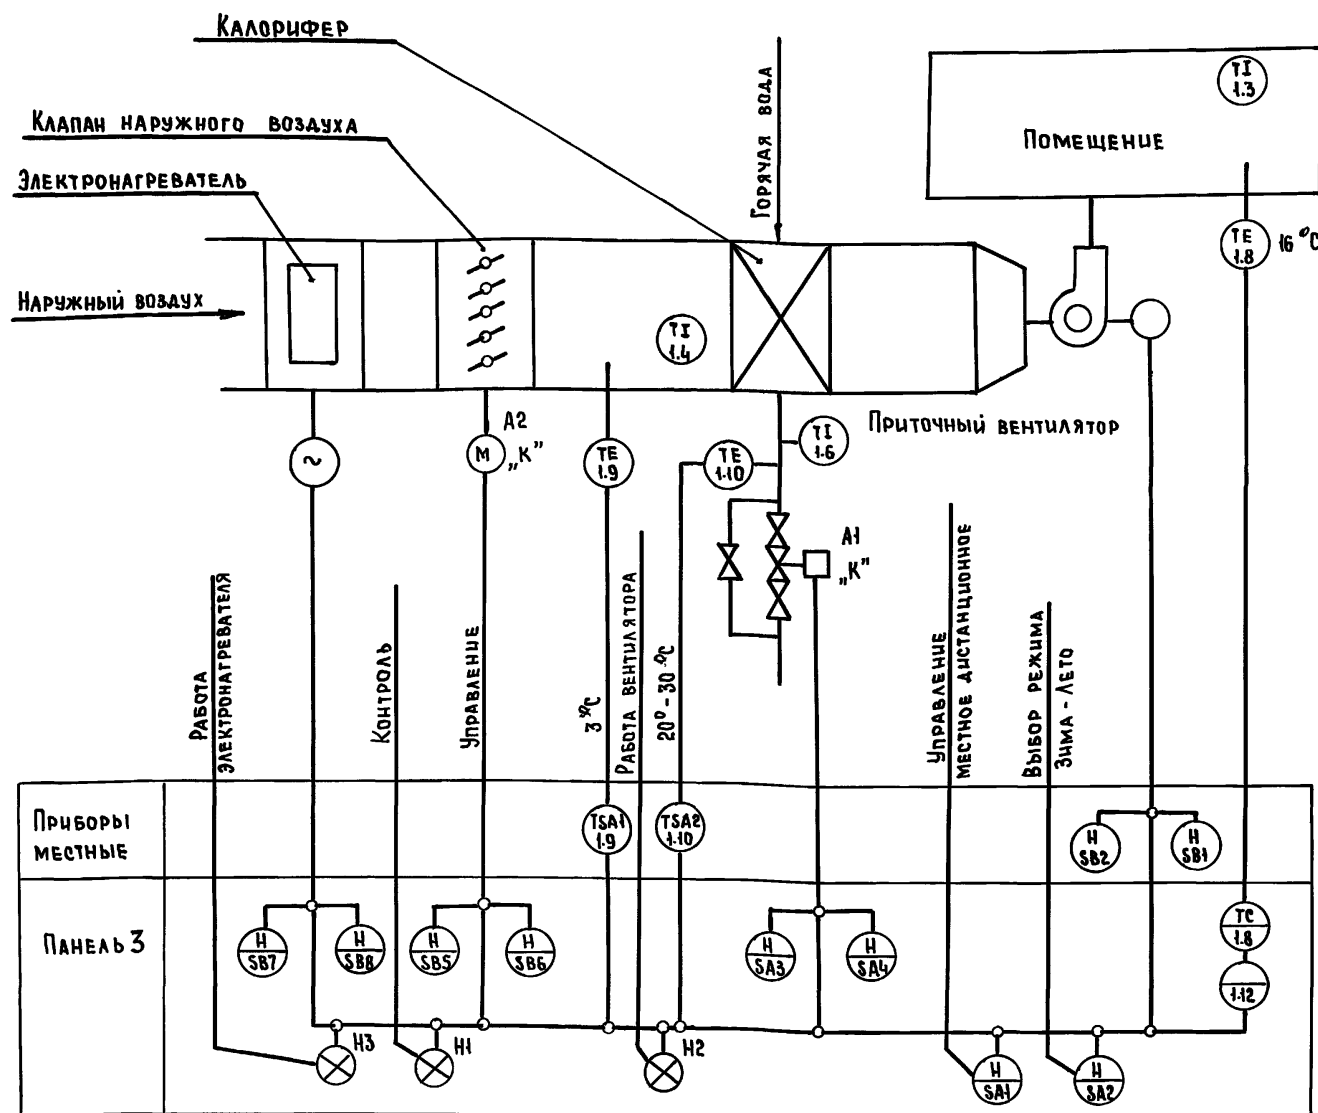 Калорифер
Клапан наружного воздуха
Электронагреватель
Наружный воздух
Горячая вода
Помещение
TI
1.3
TE
1.8
16 °C
TI
1.4
Приточный вентилятор
~
M
A2
„К”
TE
1.9
TE
1.10
TI
1.6
A1
„К”
Работа
электронагревателя
Контроль
Управление
3 °C
Работа вентилятора
20° - 30 °C
Управление
местное дистанционное
Выбор режима
Зима - лето
Приборы
местные
TSA1
1.9
TSA2
1.10
H
SB2
H
SB1
Панель 3
H
SB7
H
SB8
H
SB5
H
SB6
H
SA3
H
SA4
TC
1.8
1.12
H3
H1
H2
H
SA1
H
SA2